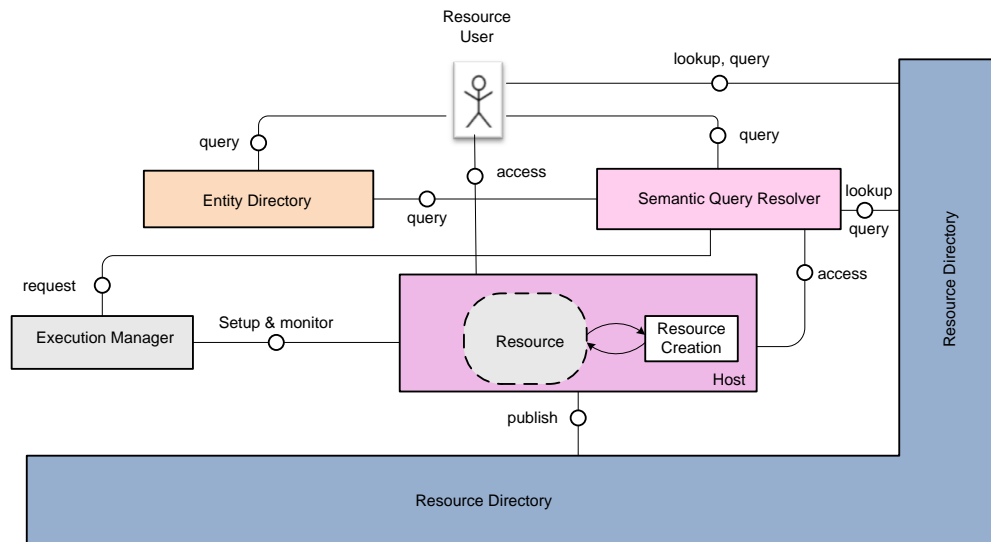 Resource
User
lookup, query
query
query
access
Entity Directory
Semantic Query Resolver
lookup
query
query
Resource Directory
access
request
Execution Manager
Setup & monitor
Resource
Resource
Creation
Host
publish
Resource Directory